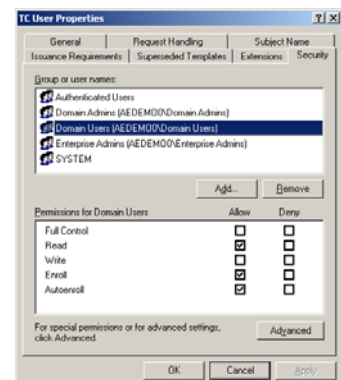 TC User Properties
General Request Handling Subject Name
Issuance Requirements Superseded Templates Extensions Security
Group or user names:
Authenticated Users
Domain Admins (AEDEMO0\Domain Admins)
Domain Users (AEDEMO0\Domain Users)
Enterprise Admins (AEDEMO0\Enterprise Admins)
SYSTEM
Add... Remove
Permissions for Domain Users Allow Deny
Full Control
Read
Write
Enroll
Autoenroll
For special permissions or for advanced settings,
click Advanced.
Advanced
OK Cancel Apply